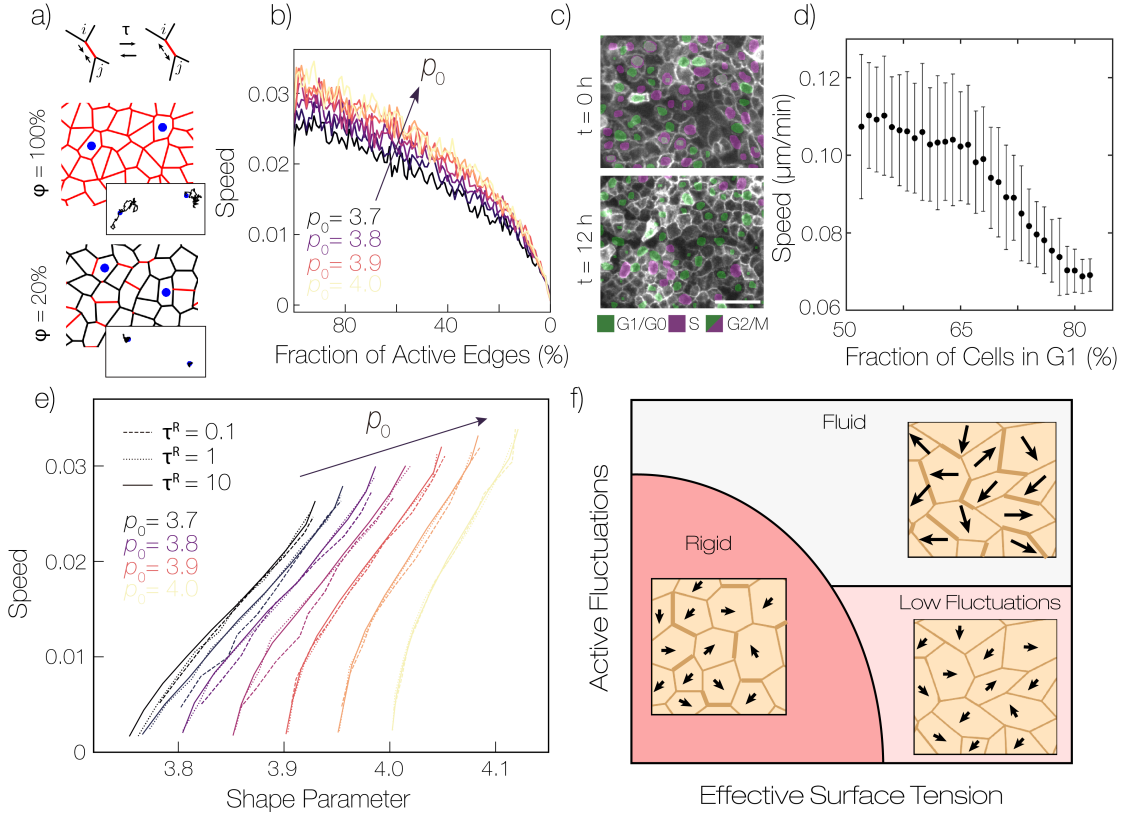 a)
i
τ
i
j
j
φ = 100%
φ = 20%
b)
Speed
0.03
0.02
0.01
0
p0
p0 = 3.7
p0 = 3.8
p0 = 3.9
p0 = 4.0
80
40
0
Fraction of Active Edges (%)
c)
t = 0 h
t = 12 h
G1/G0 S G2/M
d)
Speed (μm/min)
0.12
0.10
0.08
0.06
50
65
80
Fraction of Cells in G1 (%)
e)
Speed
0.03
0.02
0.01
0
τR = 0.1
τR = 1
τR = 10
p0 = 3.7
p0 = 3.8
p0 = 3.9
p0 = 4.0
p0
3.8
3.9
4.0
4.1
Shape Parameter
f)
Active Fluctuations
Fluid
Rigid
Low Fluctuations
Effective Surface Tension